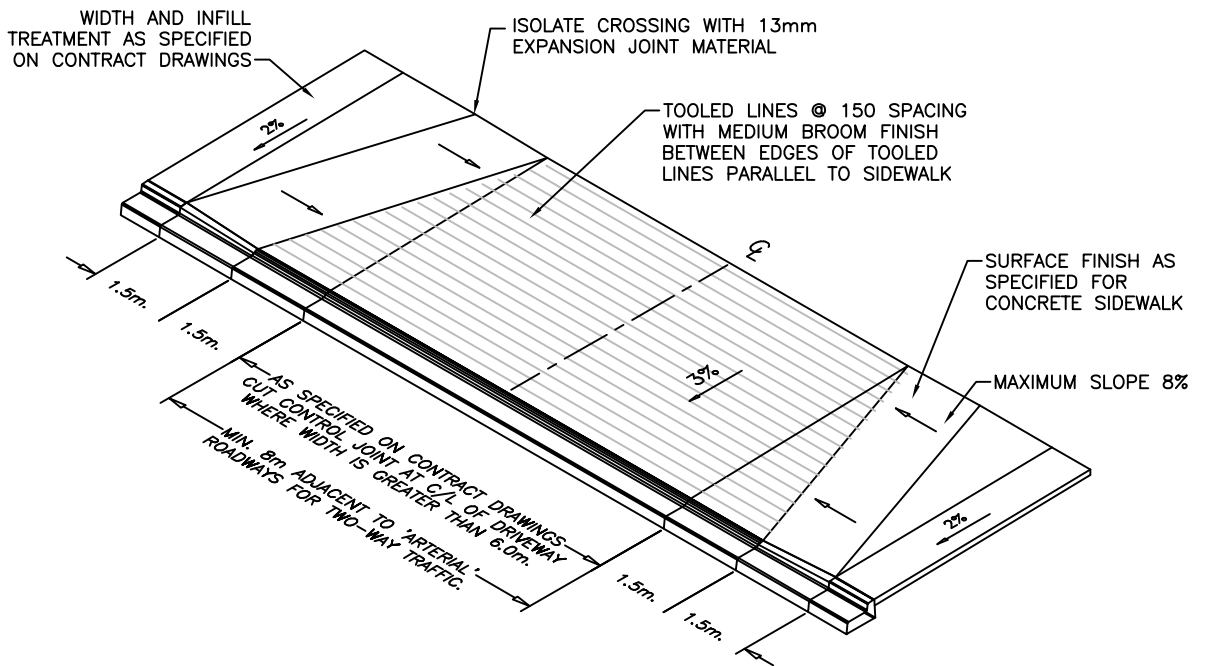 WIDTH AND INFILL
TREATMENT AS SPECIFIED
ON CONTRACT DRAWINGS
ISOLATE CROSSING WITH 13mm
EXPANSION JOINT MATERIAL
TOOLED LINES @ 150 SPACING
WITH MEDIUM BROOM FINISH
BETWEEN EDGES OF TOOLED
LINES PARALLEL TO SIDEWALK
2%
℄
SURFACE FINISH AS
SPECIFIED FOR
CONCRETE SIDEWALK
3%
MAXIMUM SLOPE 8%
2%
1.5m.
1.5m.
AS SPECIFIED ON CONTRACT DRAWINGS
CUT CONTROL JOINT AT C/L OF DRIVEWAY
WHERE WIDTH IS GREATER THAN 6.0m.
MIN. 8m ADJACENT TO 'ARTERIAL'
ROADWAYS FOR TWO-WAY TRAFFIC.
1.5m.
1.5m.